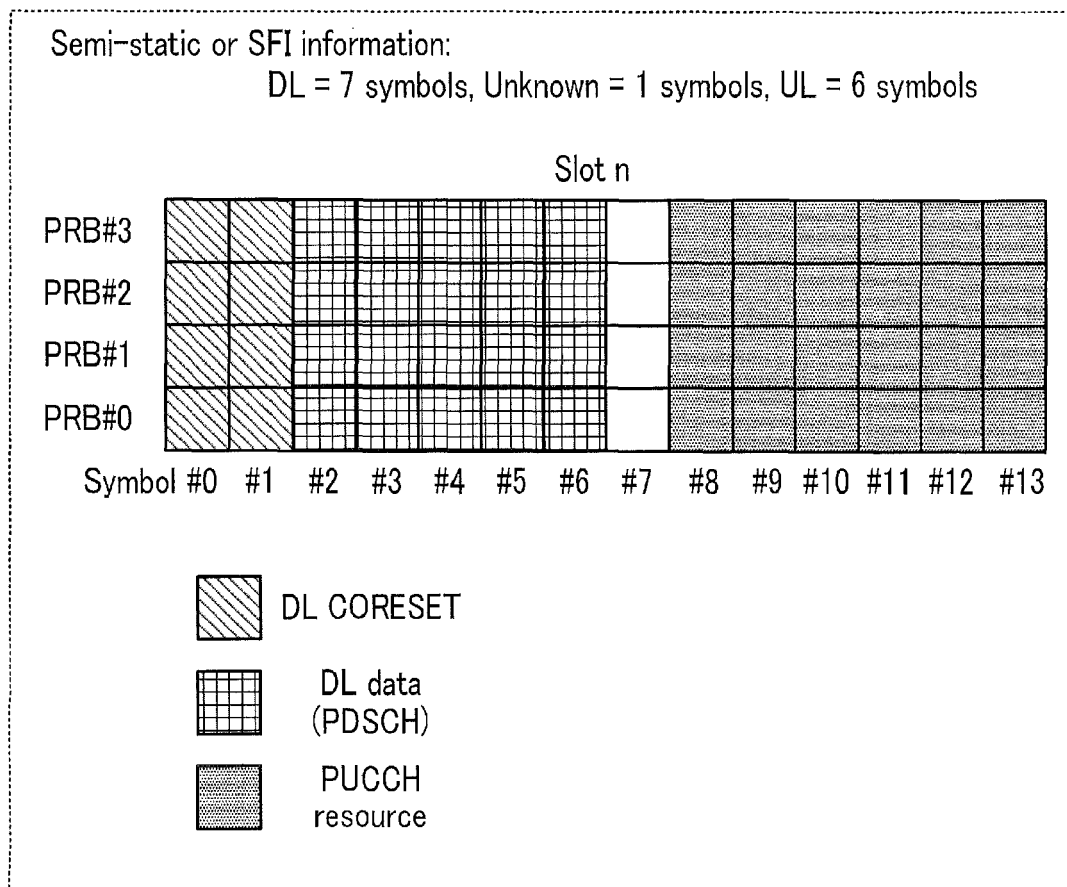 Semi-static or SFI information:
DL = 7 symbols, Unknown = 1 symbols, UL = 6 symbols
Slot n
PRB#3
PRB#2
PRB#1
PRB#0
Symbol #0 #1 #2 #3 #4 #5 #6 #7 #8 #9 #10 #11 #12 #13
DL CORESET
DL data
(PDSCH)
PUCCH
resource